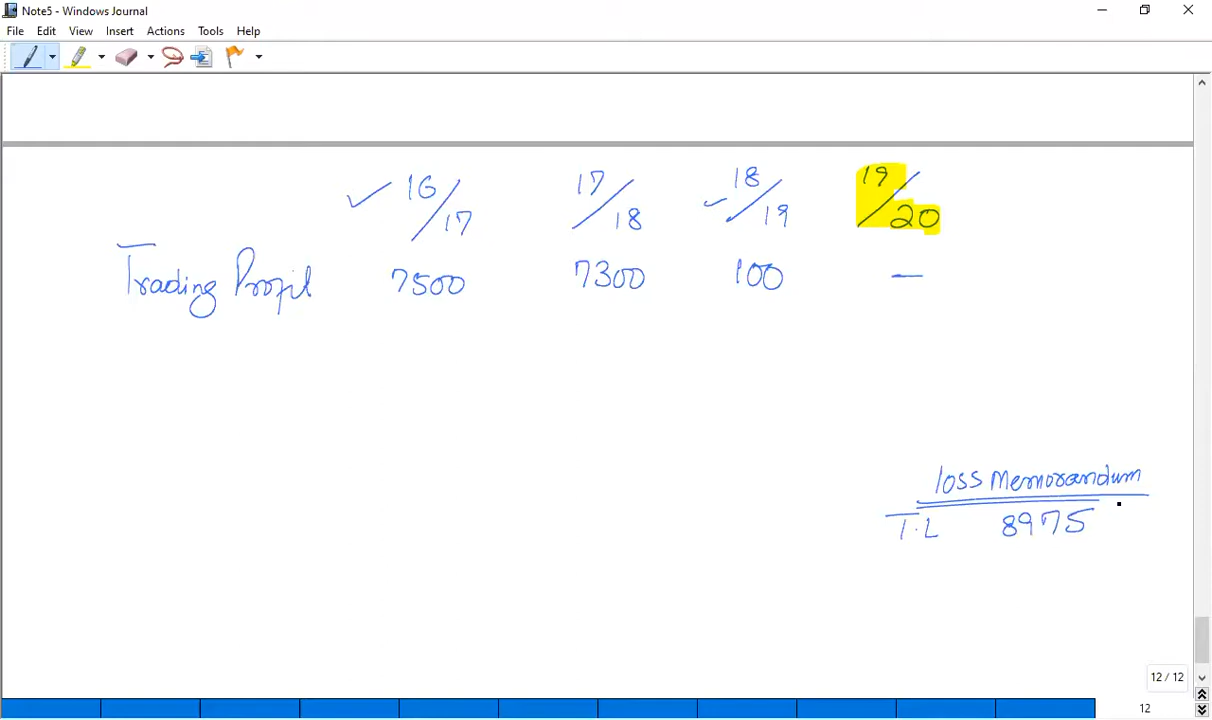 Note5 - Windows Journal
File Edit View Insert Actions Tools Help
16/17 17/18 18/19 19/20
Trading Profit 7500 7300 100 —
loss Memorandum
T.L 8975
12 / 12
12